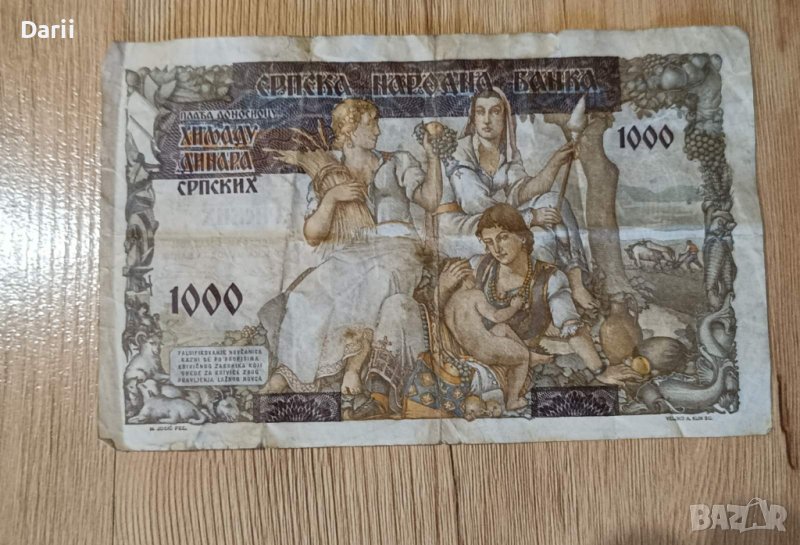 Darii
СРПСКА НАРОДНА БАНКА
ПЛАЋА ДОНОСИОЦУ
ХИЉАДУ
ДИНАРА
СРПСКИХ
1000
1000
FALSIFIKOVANJE NOVČANICA
KAZNI SE PO PROPISIMA
KRIVIČNOG ZAKONIKA KOJI
VREDE ZA KRIVICE ZBOG
PRAVLJENJA LAŽNOG NOVCA
BAZAR